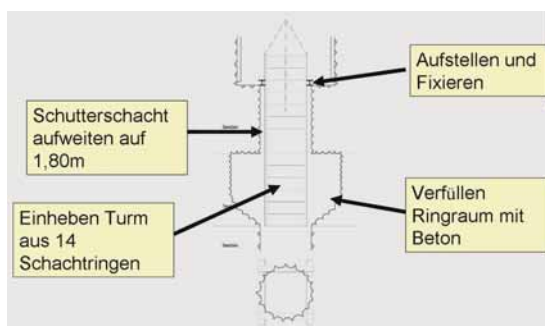 Aufstellen und
Fixieren
Schutterschacht
aufweiten auf
1,80m
Einheben Turm
aus 14
Schachtringen
Verfüllen
Ringraum mit
Beton